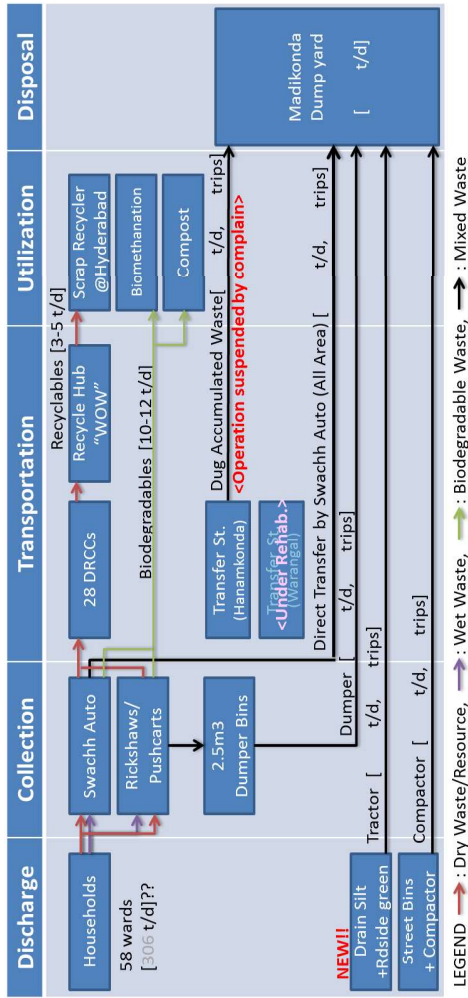 Discharge
Collection
Transportation
Utilization
Disposal
Households
58 wards
[306 t/d]??
NEW!!
Drain Silt
+Rdside green
Street Bins
+ Compactor
Swachh Auto
Rickshaws/
Pushcarts
2.5m3
Dumper Bins
28 DRCCs
Recyclables [3-5 t/d]
Recycle Hub
"WOW"
Biodegradables [10-12 t/d]
Transfer St.
(Hanamkonda)
Transfer St.
<Under Rehab.>
(Warangal)
Dug Accumulated Waste[ t/d, trips]
<Operation suspended by complain>
Direct Transfer by Swachh Auto (All Area) [ t/d, trips]
Dumper [ t/d, trips]
Tractor [ t/d, trips]
Compactor [ t/d, trips]
Scrap Recycler
@Hyderabad
Biomethanation
Compost
Madikonda
Dump yard
[ t/d]
LEGEND : Dry Waste/Resource, : Wet Waste, : Biodegradable Waste, : Mixed Waste